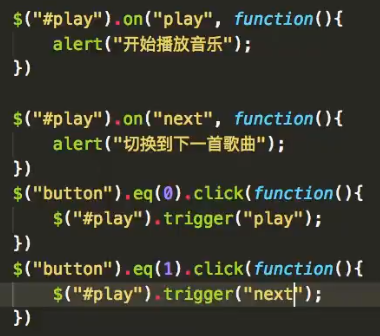 $("#play").on("play", function(){
    alert("开始播放音乐");
})

$("#play").on("next", function(){
    alert("切换到下一首歌曲");
})
$("button").eq(0).click(function(){
    $("#play").trigger("play");
})
$("button").eq(1).click(function(){
    $("#play").trigger("next");
})